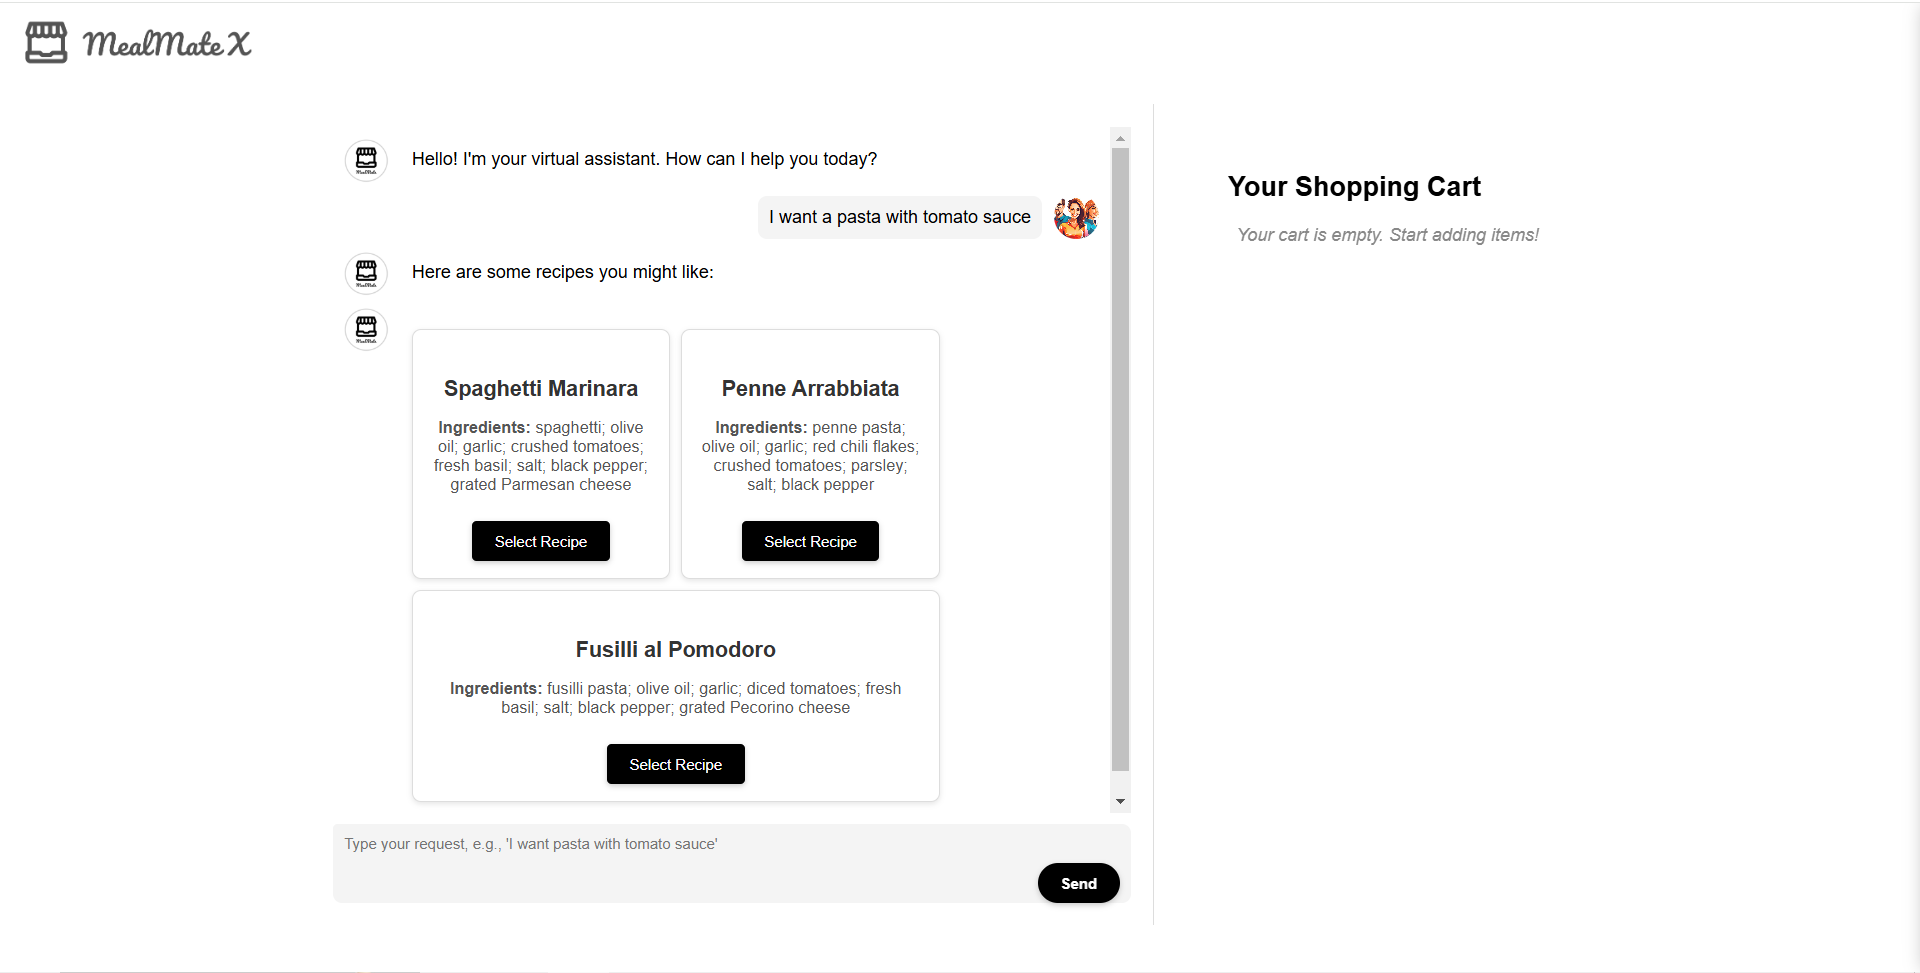 MealMate X
Hello! I'm your virtual assistant. How can I help you today?
I want a pasta with tomato sauce
Here are some recipes you might like:
Spaghetti Marinara
Ingredients: spaghetti; olive
oil; garlic; crushed tomatoes;
fresh basil; salt; black pepper;
grated Parmesan cheese
Select Recipe
Penne Arrabbiata
Ingredients: penne pasta;
olive oil; garlic; red chili flakes;
crushed tomatoes; parsley;
salt; black pepper
Select Recipe
Fusilli al Pomodoro
Ingredients: fusilli pasta; olive oil; garlic; diced tomatoes; fresh
basil; salt; black pepper; grated Pecorino cheese
Select Recipe
Type your request, e.g., 'I want pasta with tomato sauce'
Send
Your Shopping Cart
Your cart is empty. Start adding items!